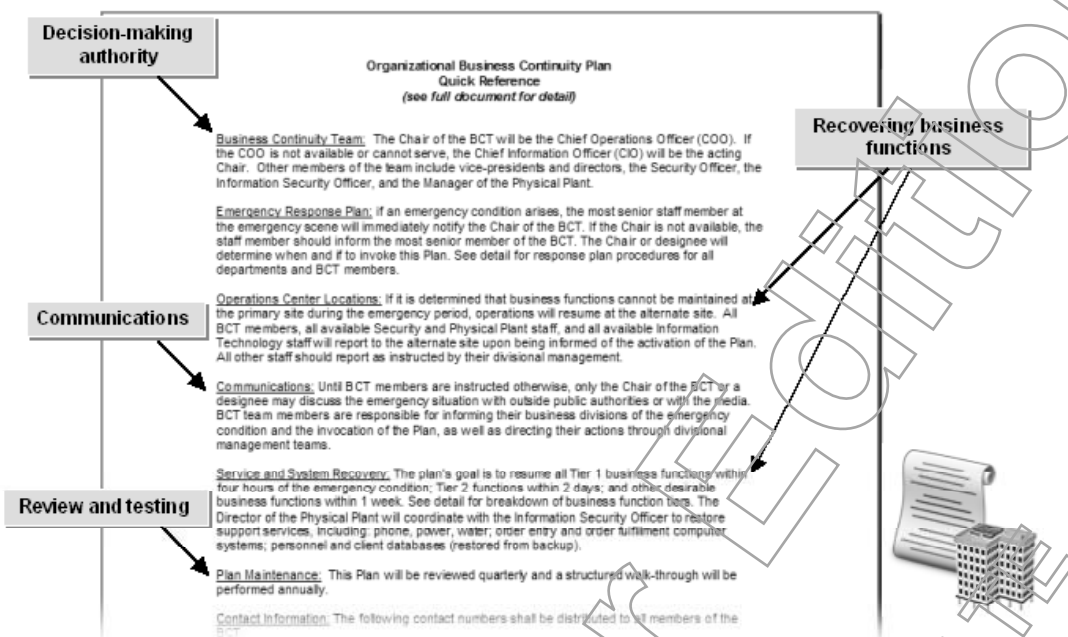 Decision-making
authority
Organizational Business Continuity Plan
Quick Reference
(see full document for detail)
Recovering business
functions
Business Continuity Team: The Chair of the BCT will be the Chief Operations Officer (COO). If
the COO is not available or cannot serve, the Chief Information Officer (CIO) will be the acting
Chair. Other members of the team include vice-presidents and directors, the Security Officer, the
Information Security Officer, and the Manager of the Physical Plant.
Emergency Response Plan: if an emergency condition arises, the most senior staff member at
the emergency scene will immediately notify the Chair of the BCT. If the Chair is not available, the
staff member should inform the most senior member of the BCT. The Chair or designee will
determine when and if to invoke this Plan. See detail for response plan procedures for all
departments and BCT members.
Communications
Operations Center Locations: If it is determined that business functions cannot be maintained at
the primary site during the emergency period, operations will resume at the alternate site. All
BCT members, all available Security and Physical Plant staff, and all available Information
Technology staff will report to the alternate site upon being informed of the activation of the Plan.
All other staff should report as instructed by their divisional management.
Communications: Until BCT members are instructed otherwise, only the Chair of the BCT or a
designee may discuss the emergency situation with outside public authorities or with the media.
BCT team members are responsible for informing their business divisions of the emergency
condition and the invocation of the Plan, as well as directing their actions through divisional
management teams.
Review and testing
Service and System Recovery: The plan's goal is to resume all Tier 1 business functions within
four hours of the emergency condition; Tier 2 functions within 2 days; and other desirable
business functions within 1 week. See detail for breakdown of business function tiers. The
Director of the Physical Plant will coordinate with the Information Security Officer to restore
support services, including: phone, power, water; order entry and order fulfillment computer
systems; personnel and client databases (restored from backup).
Plan Maintenance: This Plan will be reviewed quarterly and a structured walk-through will be
performed annually.
Contact Information: The following contact numbers shall be distributed to all members of the
BCT